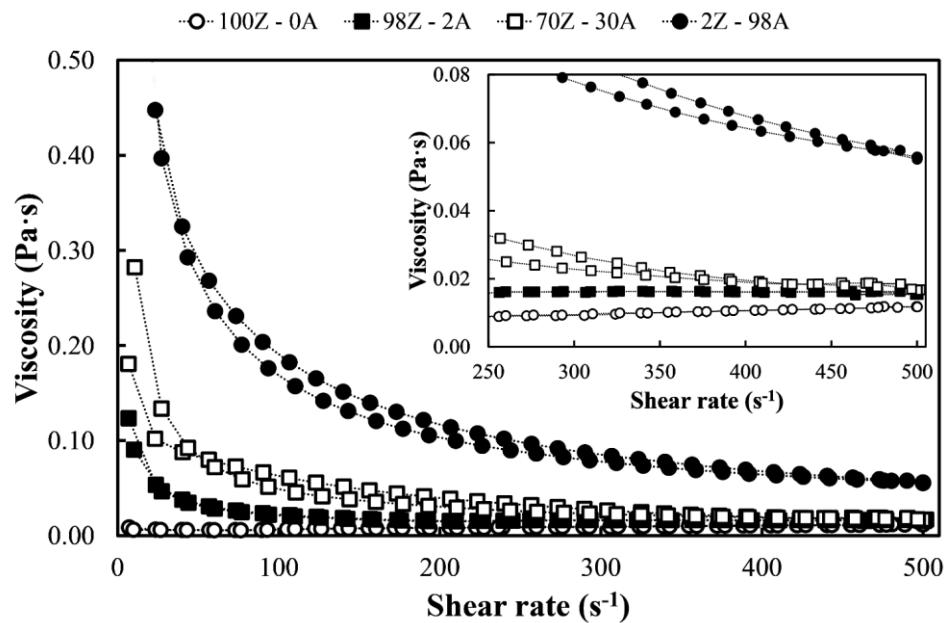 100Z - 0A 98Z - 2A 70Z - 30A 2Z - 98A
0.50
0.40
0.30
0.20
0.10
0.00
Viscosity (Pa·s)
0 100 200 300 400 500
Shear rate (s-1)
0.08
0.06
0.04
0.02
0.00
Viscosity (Pa·s)
250 300 350 400 450 500
Shear rate (s-1)